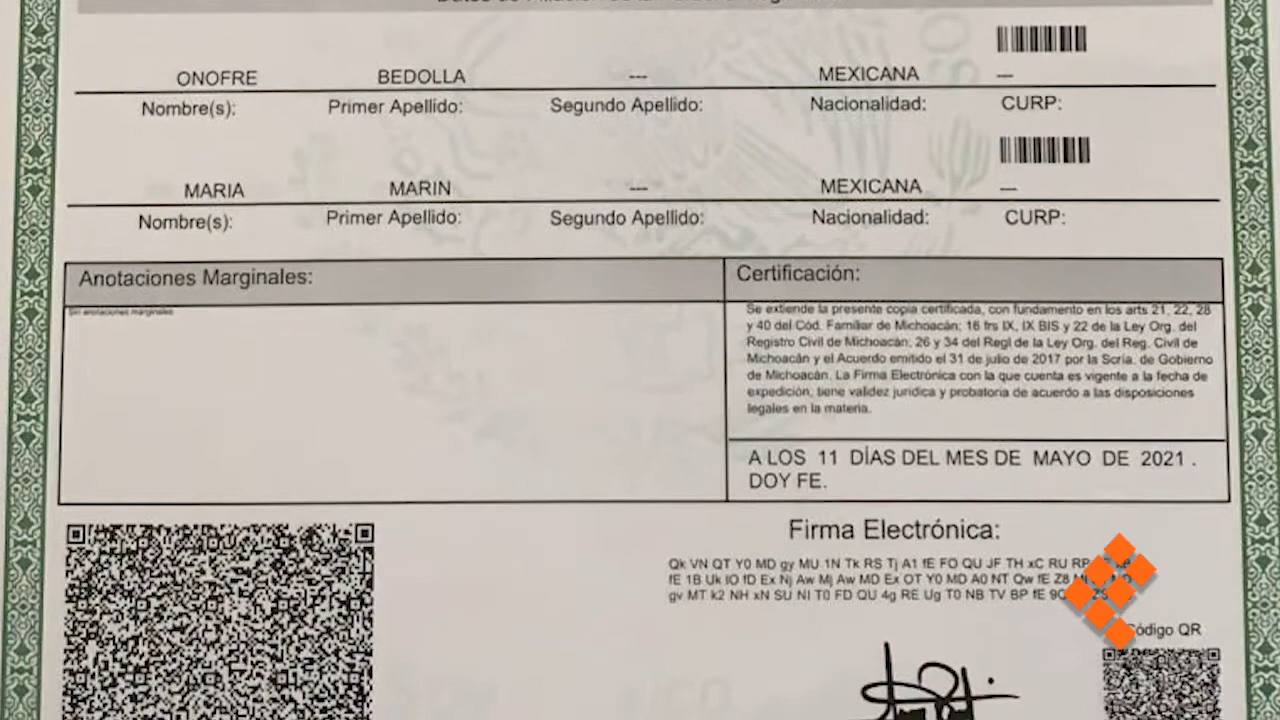 ONOFRE BEDOLLA --- MEXICANA ---
Nombre(s): Primer Apellido: Segundo Apellido: Nacionalidad: CURP:
MARIA MARIN --- MEXICANA ---
Nombre(s): Primer Apellido: Segundo Apellido: Nacionalidad: CURP:
Anotaciones Marginales:
Sin anotaciones marginales
Certificación:
Se extiende la presente copia certificada, con fundamento en los arts 21, 22, 28
y 40 del Cód. Familiar de Michoacán; 16 frs IX, IX BIS y 22 de la Ley Org. del
Registro Civil de Michoacán; 26 y 34 del Regl de la Ley Org. del Reg. Civil de
Michoacán y el Acuerdo emitido el 31 de julio de 2017 por la Scría. de Gobierno
de Michoacán. La Firma Electrónica con la que cuenta es vigente a la fecha de
expedición; tiene validez jurídica y probatoria de acuerdo a las disposiciones
legales en la materia.
A LOS 11 DÍAS DEL MES DE MAYO DE 2021 .
DOY FE.
Firma Electrónica:
Qk VN QT Y0 MD gy MU 1N Tk RS Tj A1 fE FO QU JF TH xC RU
fE 1B Uk lO fD Ex Nj Aw Mj Aw MD Ex OT Y0 MD A0 NT Qw fE Z8
gv MT k2 NH xN SU NI T0 FD QU 4g RE Ug T0 NB TV BP fE
Código QR